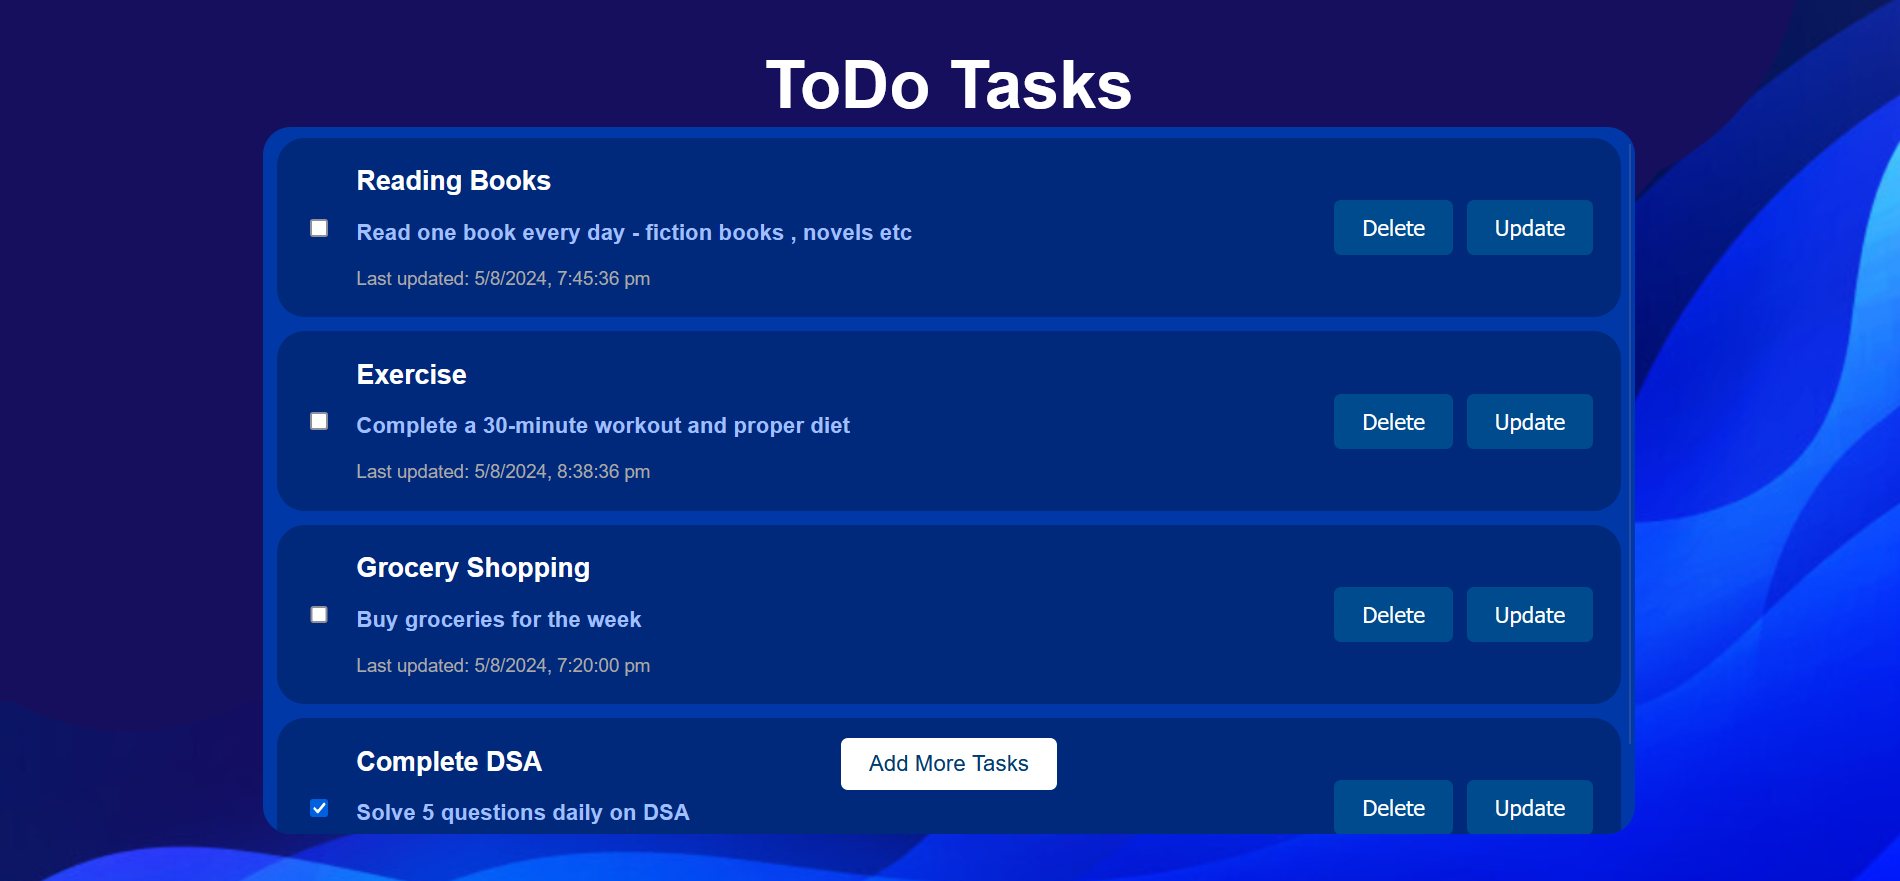 ToDo Tasks
Reading Books
Read one book every day - fiction books , novels etc
Last updated: 5/8/2024, 7:45:36 pm
Delete
Update
Exercise
Complete a 30-minute workout and proper diet
Last updated: 5/8/2024, 8:38:36 pm
Delete
Update
Grocery Shopping
Buy groceries for the week
Last updated: 5/8/2024, 7:20:00 pm
Delete
Update
Complete DSA
Add More Tasks
Solve 5 questions daily on DSA
Delete
Update